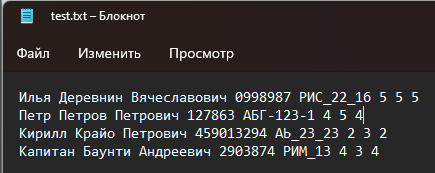 test.txt – Блокнот
Файл Изменить Просмотр
Илья Деревнин Вячеславович 0998987 РИС_22_16 5 5 5
Петр Петров Петрович 127863 АБГ-123-1 4 5 4
Кирилл Крайо Петрович 459013294 АЬ_23_23 2 3 2
Капитан Баунти Андреевич 2903874 РИМ_13 4 3 4